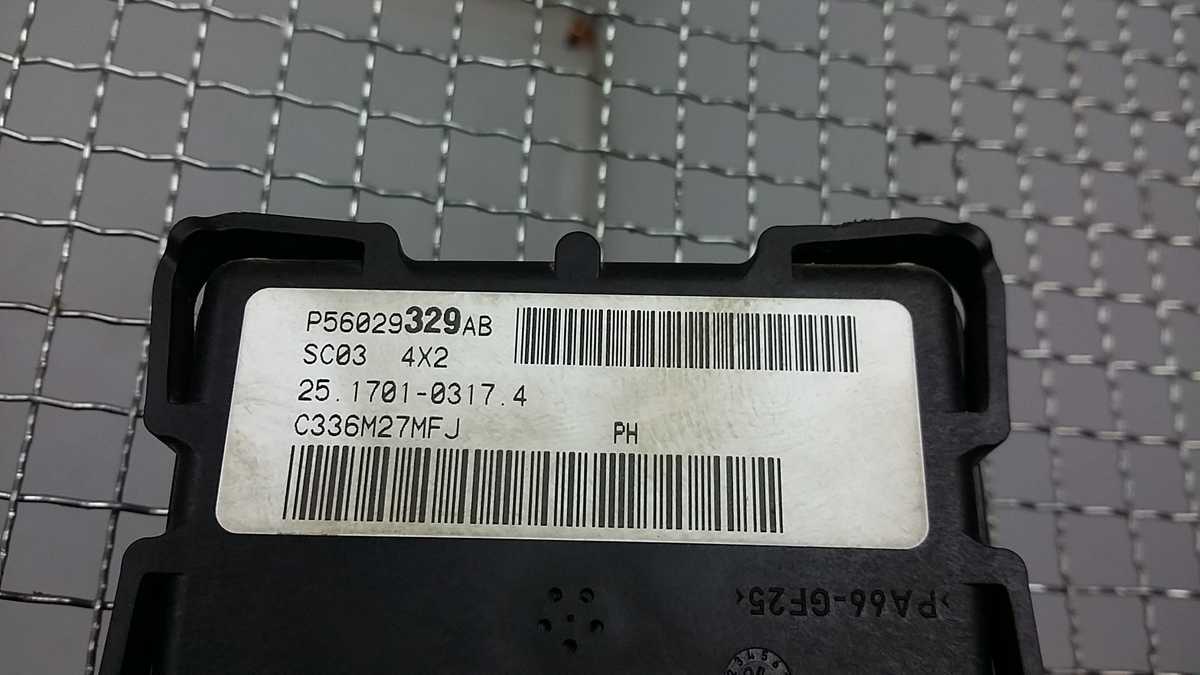 P56029329AB
SC03 4X2
25.1701-0317.4
C336M27MFJ PH
>PA66-GF25<